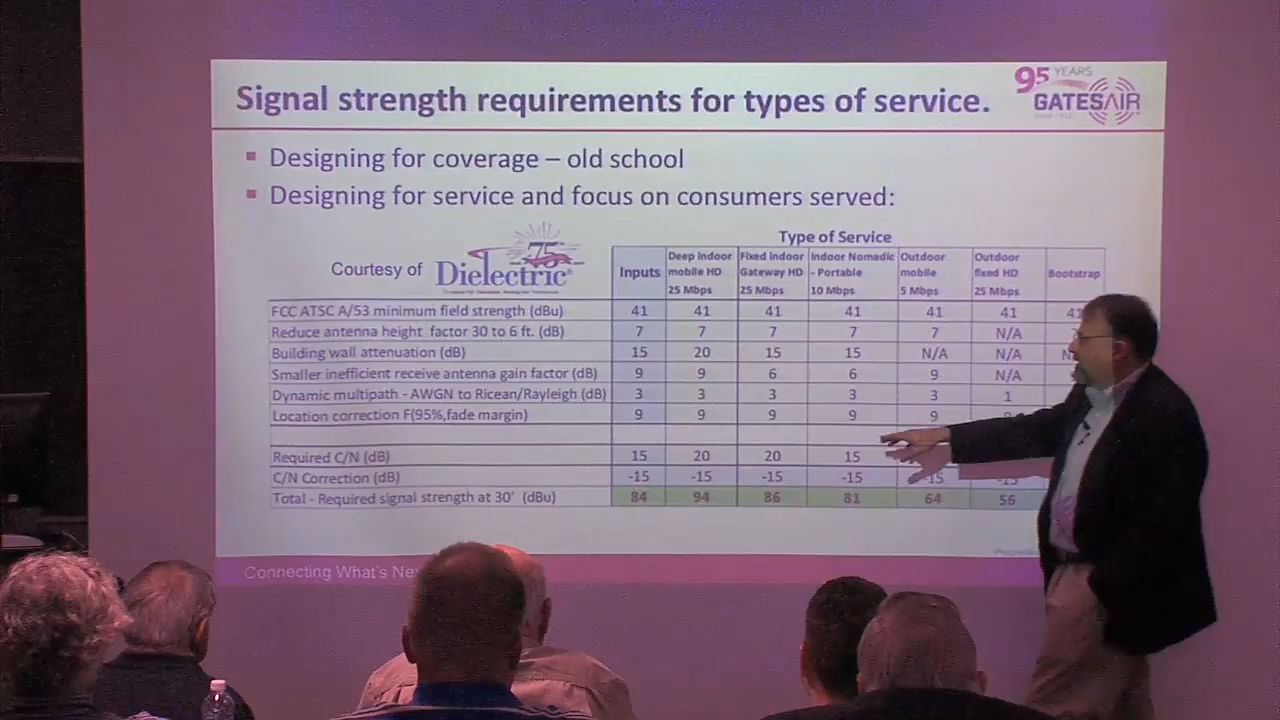 Signal strength requirements for types of service.
95 YEARS
GATESAIR
Designing for coverage – old school
Designing for service and focus on consumers served:
Courtesy of Dielectric 75
Type of Service
Inputs | Deep Indoor mobile HD 25 Mbps | Fixed Indoor Gateway HD 25 Mbps | Indoor Nomadic - Portable 10 Mbps | Outdoor mobile 5 Mbps | Outdoor fixed HD 25 Mbps | Bootstrap
FCC ATSC A/53 minimum field strength (dBu) 41 41 41 41 41 41
Reduce antenna height factor 30 to 6 ft. (dB) 7 7 7 7 7 N/A
Building wall attenuation (dB) 15 20 15 15 N/A N/A
Smaller inefficient receive antenna gain factor (dB) 9 9 6 6 9 N/A
Dynamic multipath - AWGN to Ricean/Rayleigh (dB) 3 3 3 3 3 1
Location correction F(95%,fade margin) 9 9 9 9 9
Required C/N (dB) 15 20 20 15
C/N Correction (dB) -15 -15 -15 -15 -15 -15
Total - Required signal strength at 30' (dBu) 84 94 86 81 64 56
Connecting What's